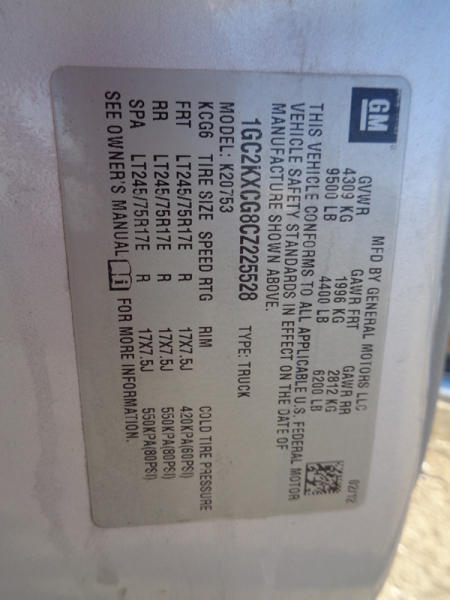 GM
MFD BY GENERAL MOTORS LLC 02/12
GVWR GAWR FRT GAWR RR
4309 KG 1996 KG 2812 KG
9500 LB 4400 LB 6200 LB
THIS VEHICLE CONFORMS TO ALL APPLICABLE U.S. FEDERAL MOTOR
VEHICLE SAFETY STANDARDS IN EFFECT ON THE DATE OF
MANUFACTURE SHOWN ABOVE.
1GC2KXCG8CZ225528 TYPE: TRUCK
MODEL: K20753
KCG6 TIRE SIZE SPEED RTG RIM COLD TIRE PRESSURE
FRT LT245/75R17E R 17X7.5J 420KPA(60PSI)
RR LT245/75R17E R 17X7.5J 550KPA(80PSI)
SPA LT245/75R17E R 17X7.5J 550KPA(80PSI)
SEE OWNER'S MANUAL FOR MORE INFORMATION.